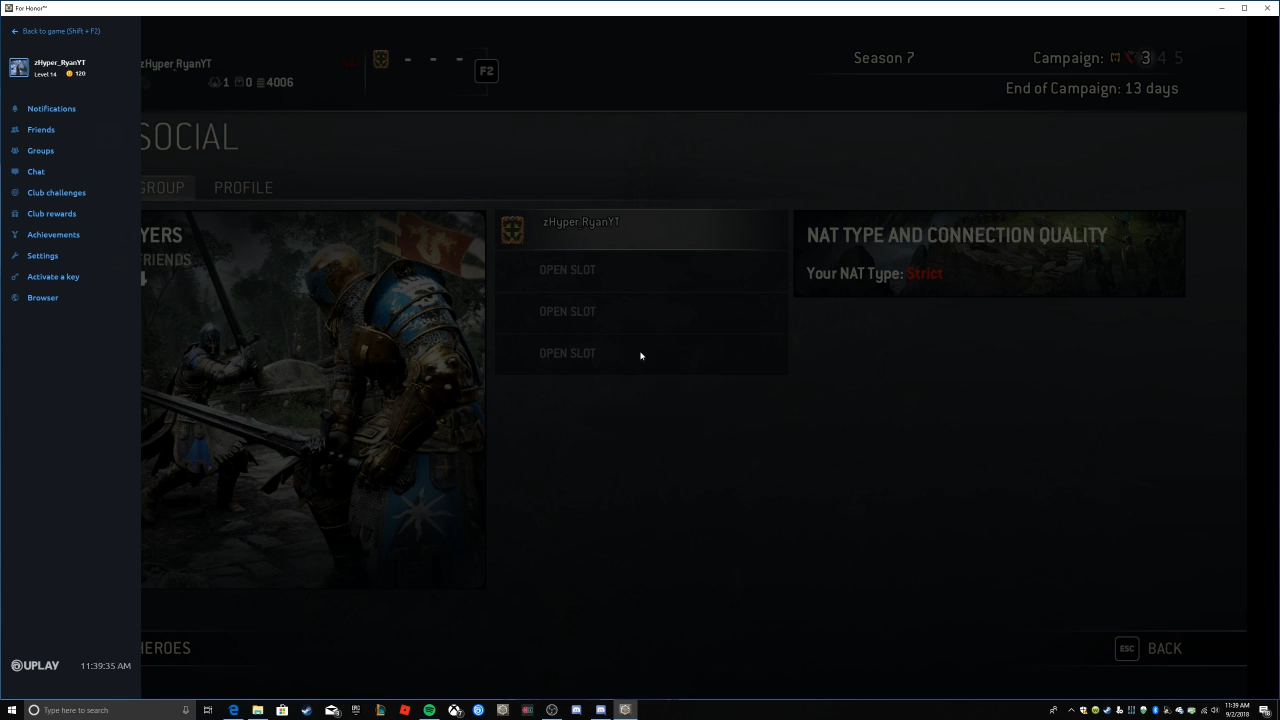 For Honor™
Back to game (Shift + F2)
zHyper_RyanYT
Level 14 120
Notifications
Friends
Groups
Chat
Club challenges
Club rewards
Achievements
Settings
Activate a key
Browser
UPLAY 11:39:35 AM
zHyper_RyanYT
1 0 4006
- - -
F2
Season 7
Campaign: 3 4 5
End of Campaign: 13 days
SOCIAL
GROUP PROFILE
YERS
FRIENDS
4
zHyper_RyanYT
OPEN SLOT
OPEN SLOT
OPEN SLOT
NAT TYPE AND CONNECTION QUALITY
Your NAT Type: Strict
HEROES
ESC BACK
Type here to search
EPIC
11:39 AM
9/2/2018